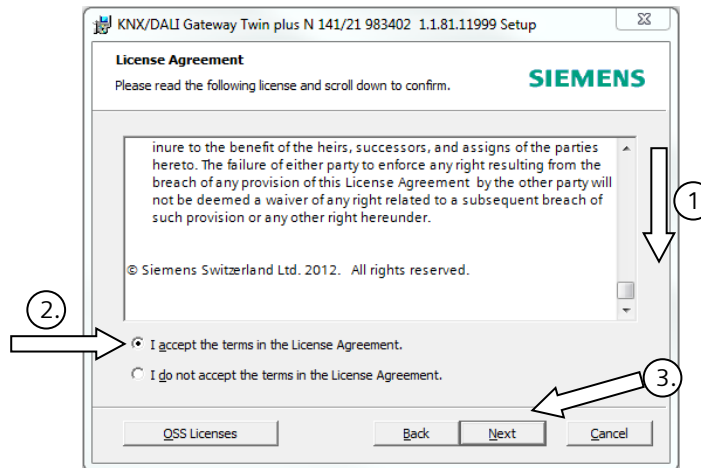 KNX/DALI Gateway Twin plus N 141/21 983402 1.1.81.11999 Setup
License Agreement
Please read the following license and scroll down to confirm.
SIEMENS
inure to the benefit of the heirs, successors, and assigns of the parties
hereto. The failure of either party to enforce any right resulting from the
breach of any provision of this License Agreement by the other party will
not be deemed a waiver of any right related to a subsequent breach of
such provision or any other right hereunder.
© Siemens Switzerland Ltd. 2012. All rights reserved.
1
2.
I accept the terms in the License Agreement.
I do not accept the terms in the License Agreement.
3.
OSS Licenses
Back
Next
Cancel